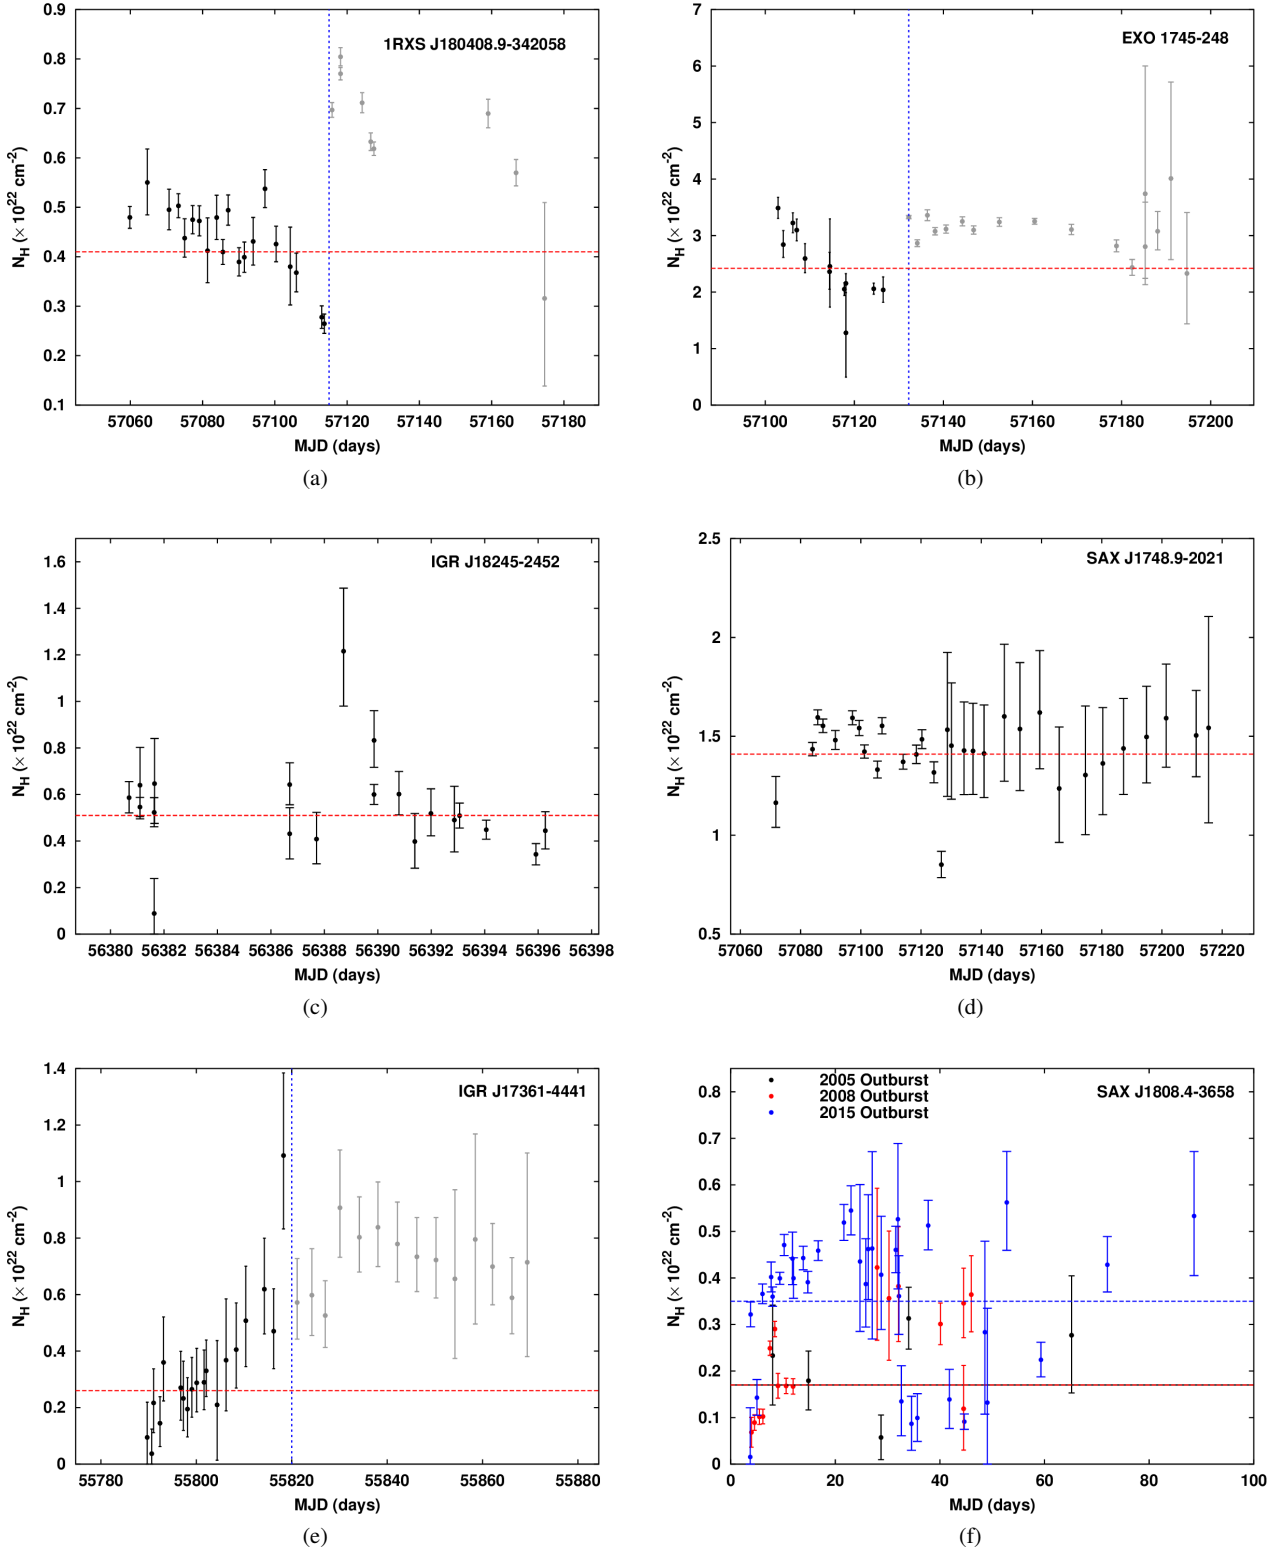 1RXS J180408.9-342058
N_H (× 10^22 cm^-2)
0.9
0.8
0.7
0.6
0.5
0.4
0.3
0.2
0.1
57060 57080 57100 57120 57140 57160 57180
MJD (days)
(a)
EXO 1745-248
N_H (× 10^22 cm^-2)
7
6
5
4
3
2
1
0
57100 57120 57140 57160 57180 57200
MJD (days)
(b)
IGR J18245-2452
N_H (× 10^22 cm^-2)
1.6
1.4
1.2
1
0.8
0.6
0.4
0.2
0
56380 56382 56384 56386 56388 56390 56392 56394 56396 56398
MJD (days)
(c)
SAX J1748.9-2021
N_H (× 10^22 cm^-2)
2.5
2
1.5
1
0.5
57060 57080 57100 57120 57140 57160 57180 57200 57220
MJD (days)
(d)
IGR J17361-4441
N_H (× 10^22 cm^-2)
1.4
1.2
1
0.8
0.6
0.4
0.2
0
55780 55800 55820 55840 55860 55880
MJD (days)
(e)
2005 Outburst
2008 Outburst
2015 Outburst
SAX J1808.4-3658
N_H (× 10^22 cm^-2)
0.8
0.7
0.6
0.5
0.4
0.3
0.2
0.1
0
0 20 40 60 80 100
MJD (days)
(f)